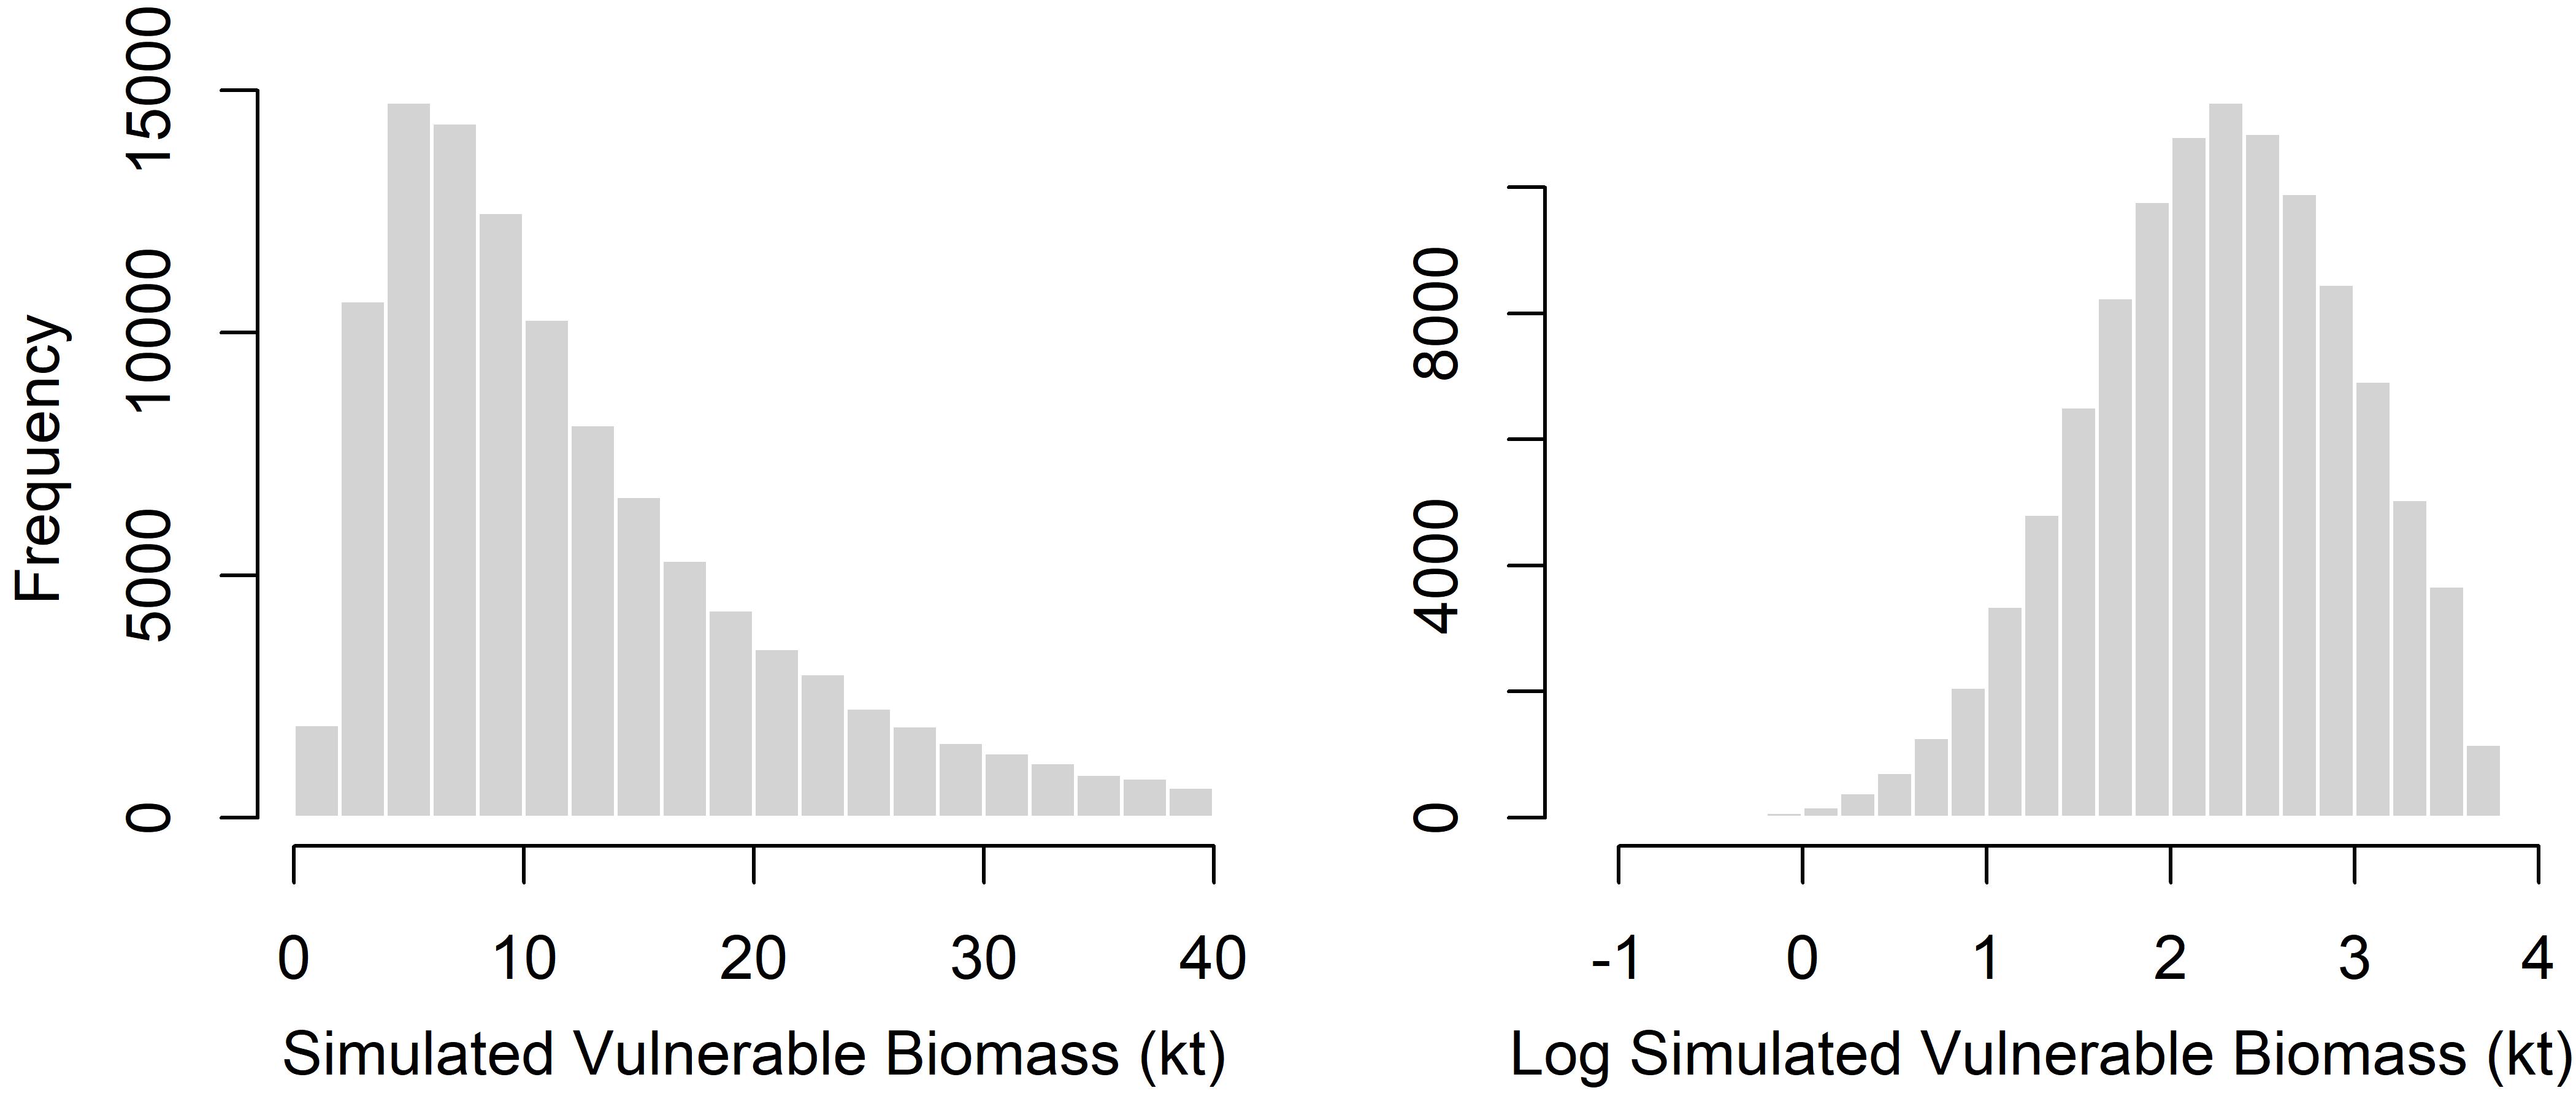 Frequency
15000
10000
5000
0
0 10 20 30 40
Simulated Vulnerable Biomass (kt)
8000
4000
0
-1 0 1 2 3 4
Log Simulated Vulnerable Biomass (kt)